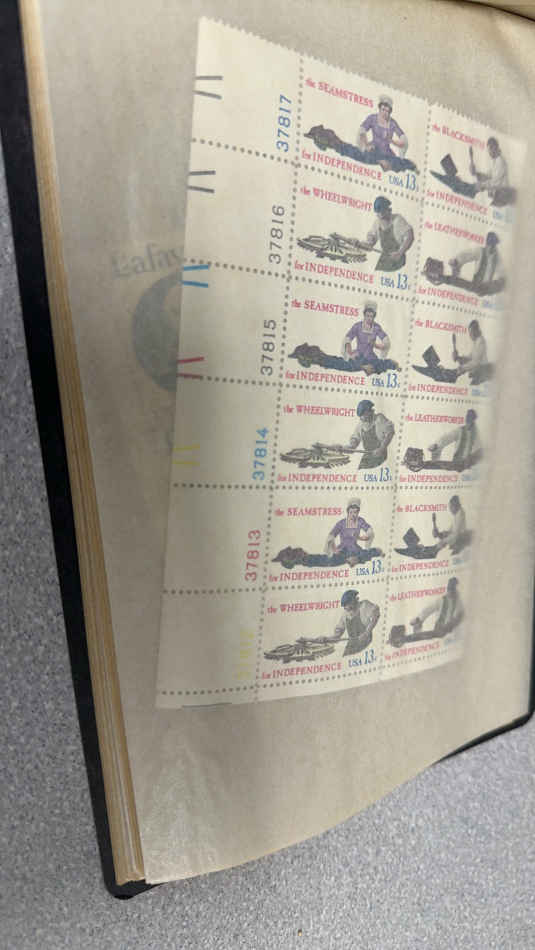 Lafay
37817
the SEAMSTRESS
for INDEPENDENCE USA 13c
the BLACKSMITH
for INDEPENDENCE
37816
the WHEELWRIGHT
for INDEPENDENCE USA 13c
the LEATHERWORKER
for INDEPENDENCE
37815
the SEAMSTRESS
for INDEPENDENCE USA 13c
the BLACKSMITH
for INDEPENDENCE
37814
the WHEELWRIGHT
for INDEPENDENCE USA 13c
the LEATHERWORKER
for INDEPENDENCE
37813
the SEAMSTRESS
for INDEPENDENCE USA 13c
the BLACKSMITH
for INDEPENDENCE
the WHEELWRIGHT
for INDEPENDENCE USA 13c
the LEATHERWORKER
for INDEPENDENCE